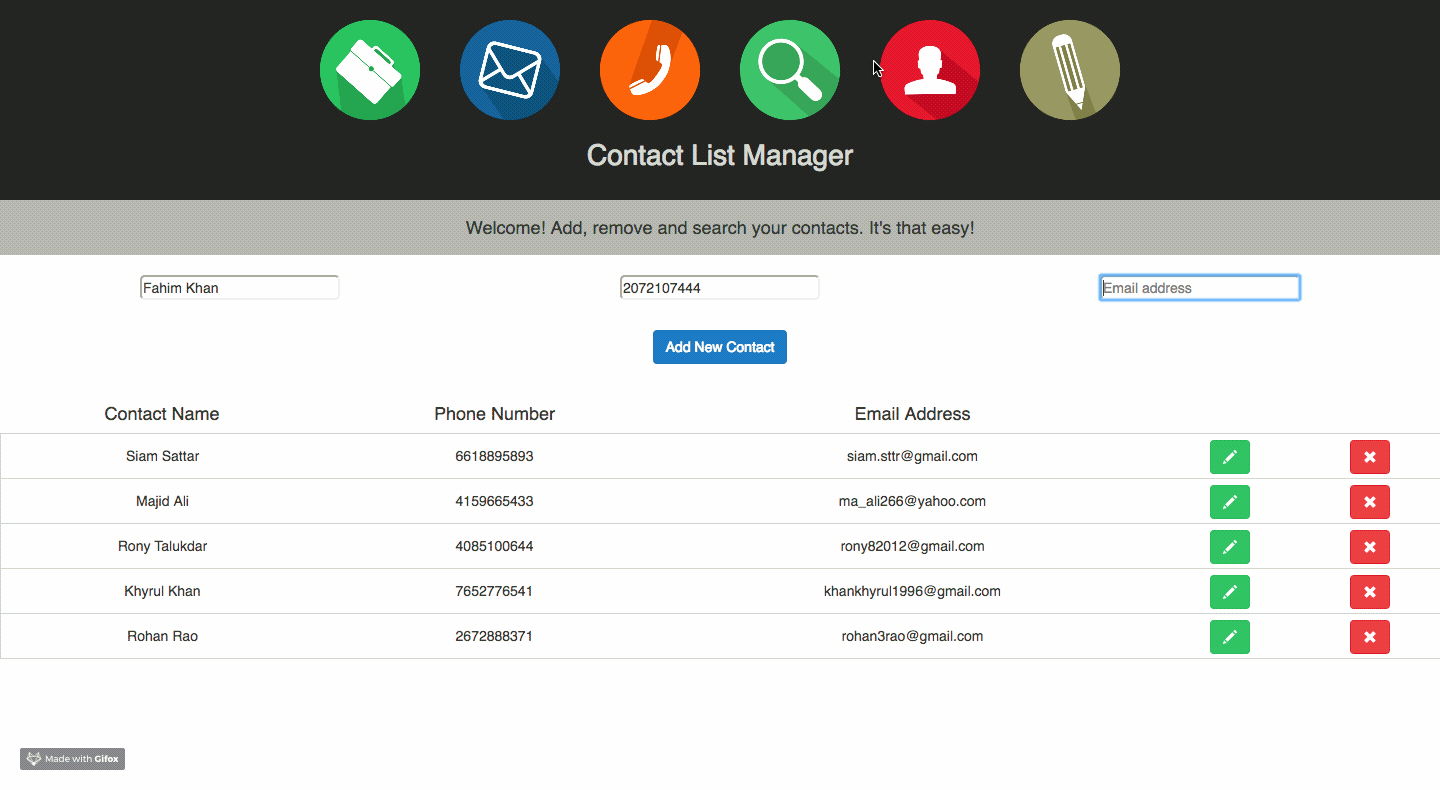 Contact List Manager
Welcome! Add, remove and search your contacts. It's that easy!
Fahim Khan 2072107444 Email address
Add New Contact
Contact Name Phone Number Email Address
Siam Sattar 6618895893 siam.sttr@gmail.com
Majid Ali 4159665433 ma_ali266@yahoo.com
Rony Talukdar 4085100644 rony82012@gmail.com
Khyrul Khan 7652776541 khankhyrul1996@gmail.com
Rohan Rao 2672888371 rohan3rao@gmail.com
Made with Gifox